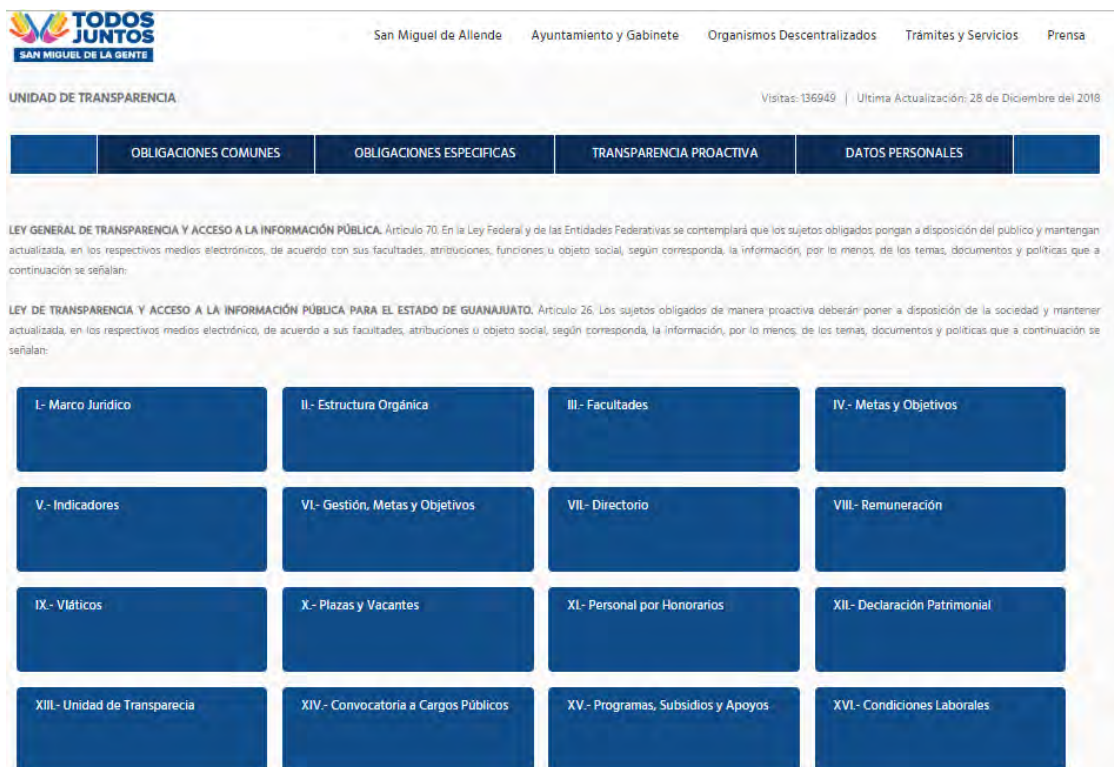 TODOS
JUNTOS
SAN MIGUEL DE LA GENTE
San Miguel de Allende Ayuntamiento y Gabinete Organismos Descentralizados Trámites y Servicios Prensa
UNIDAD DE TRANSPARENCIA
Visitas: 136949 | Ultima Actualización: 28 de Diciembre del 2018
OBLIGACIONES COMUNES OBLIGACIONES ESPECIFICAS TRANSPARENCIA PROACTIVA DATOS PERSONALES
LEY GENERAL DE TRANSPARENCIA Y ACCESO A LA INFORMACIÓN PÚBLICA. Artículo 70. En la Ley Federal y de las Entidades Federativas se contemplará que los sujetos obligados pongan a disposición del publico y mantengan
actualizada, en los respectivos medios electrónicos, de acuerdo con sus facultades, atribuciones, funciones u objeto social, según corresponda, la información, por lo menos, de los temas, documentos y políticas que a
continuación se señalan:
LEY DE TRANSPARENCIA Y ACCESO A LA INFORMACIÓN PÚBLICA PARA EL ESTADO DE GUANAJUATO. Artículo 26. Los sujetos obligados de manera proactiva deberán poner a disposición de la sociedad y mantener
actualizada, en los respectivos medios electrónico, de acuerdo a sus facultades, atribuciones u objeto social, según corresponda, la información, por lo menos, de los temas, documentos y políticas que a continuación se
señalan:
I.- Marco Juridico II.- Estructura Orgánica III.- Facultades IV.- Metas y Objetivos
V.- Indicadores VI.- Gestión, Metas y Objetivos VII.- Directorio VIII.- Remuneración
IX.- Viáticos X.- Plazas y Vacantes XI.- Personal por Honorarios XII.- Declaración Patrimonial
XIII.- Unidad de Transparecia XIV.- Convocatoria a Cargos Públicos XV.- Programas, Subsidios y Apoyos XVI.- Condiciones Laborales